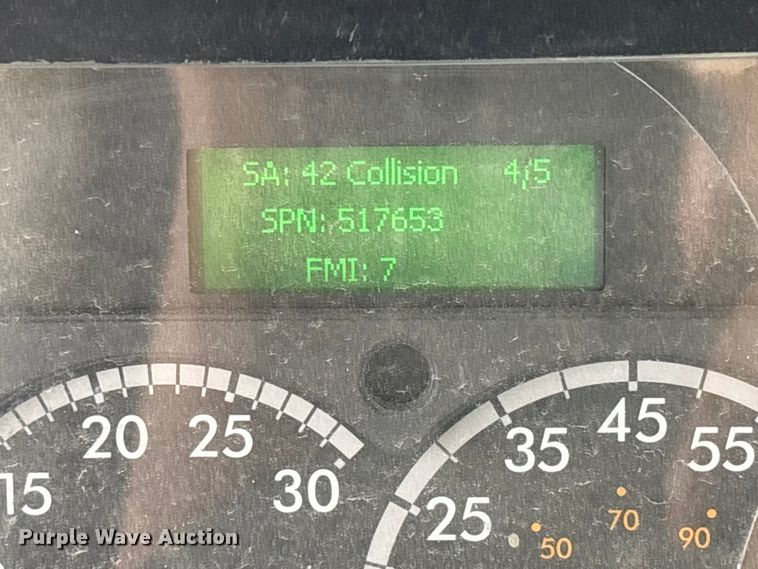 SA: 42 Collision 4/5
SPN: 517653
FMI: 7
15 20 25 30
25 35 45 55
50 70 90
Purple Wave Auction